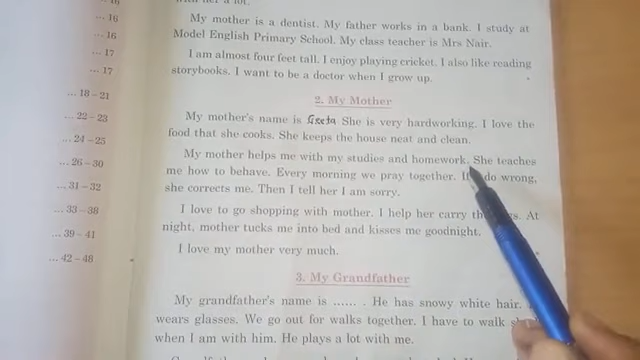 ... 16
... 16
... 17
... 17
... 18 – 21
... 22 – 23
... 24 – 25
... 26 – 30
... 31 – 32
... 33 – 38
... 39 – 41
... 42 – 48
a lot.
My mother is a dentist. My father works in a bank. I study at
Model English Primary School. My class teacher is Mrs Nair.
I am almost four feet tall. I enjoy playing cricket. I also like reading
storybooks. I want to be a doctor when I grow up.
2. My Mother
My mother's name is Geeta She is very hardworking. I love the
food that she cooks. She keeps the house neat and clean.
My mother helps me with my studies and homework. She teaches
me how to behave. Every morning we pray together. do wrong,
she corrects me. Then I tell her I am sorry.
I love to go shopping with mother. I help her carry At
night, mother tucks me into bed and kisses me goodnight.
I love my mother very much.
3. My Grandfather
My grandfather's name is ...... . He has snowy white hair.
wears glasses. We go out for walks together. I have to walk
when I am with him. He plays a lot with me.